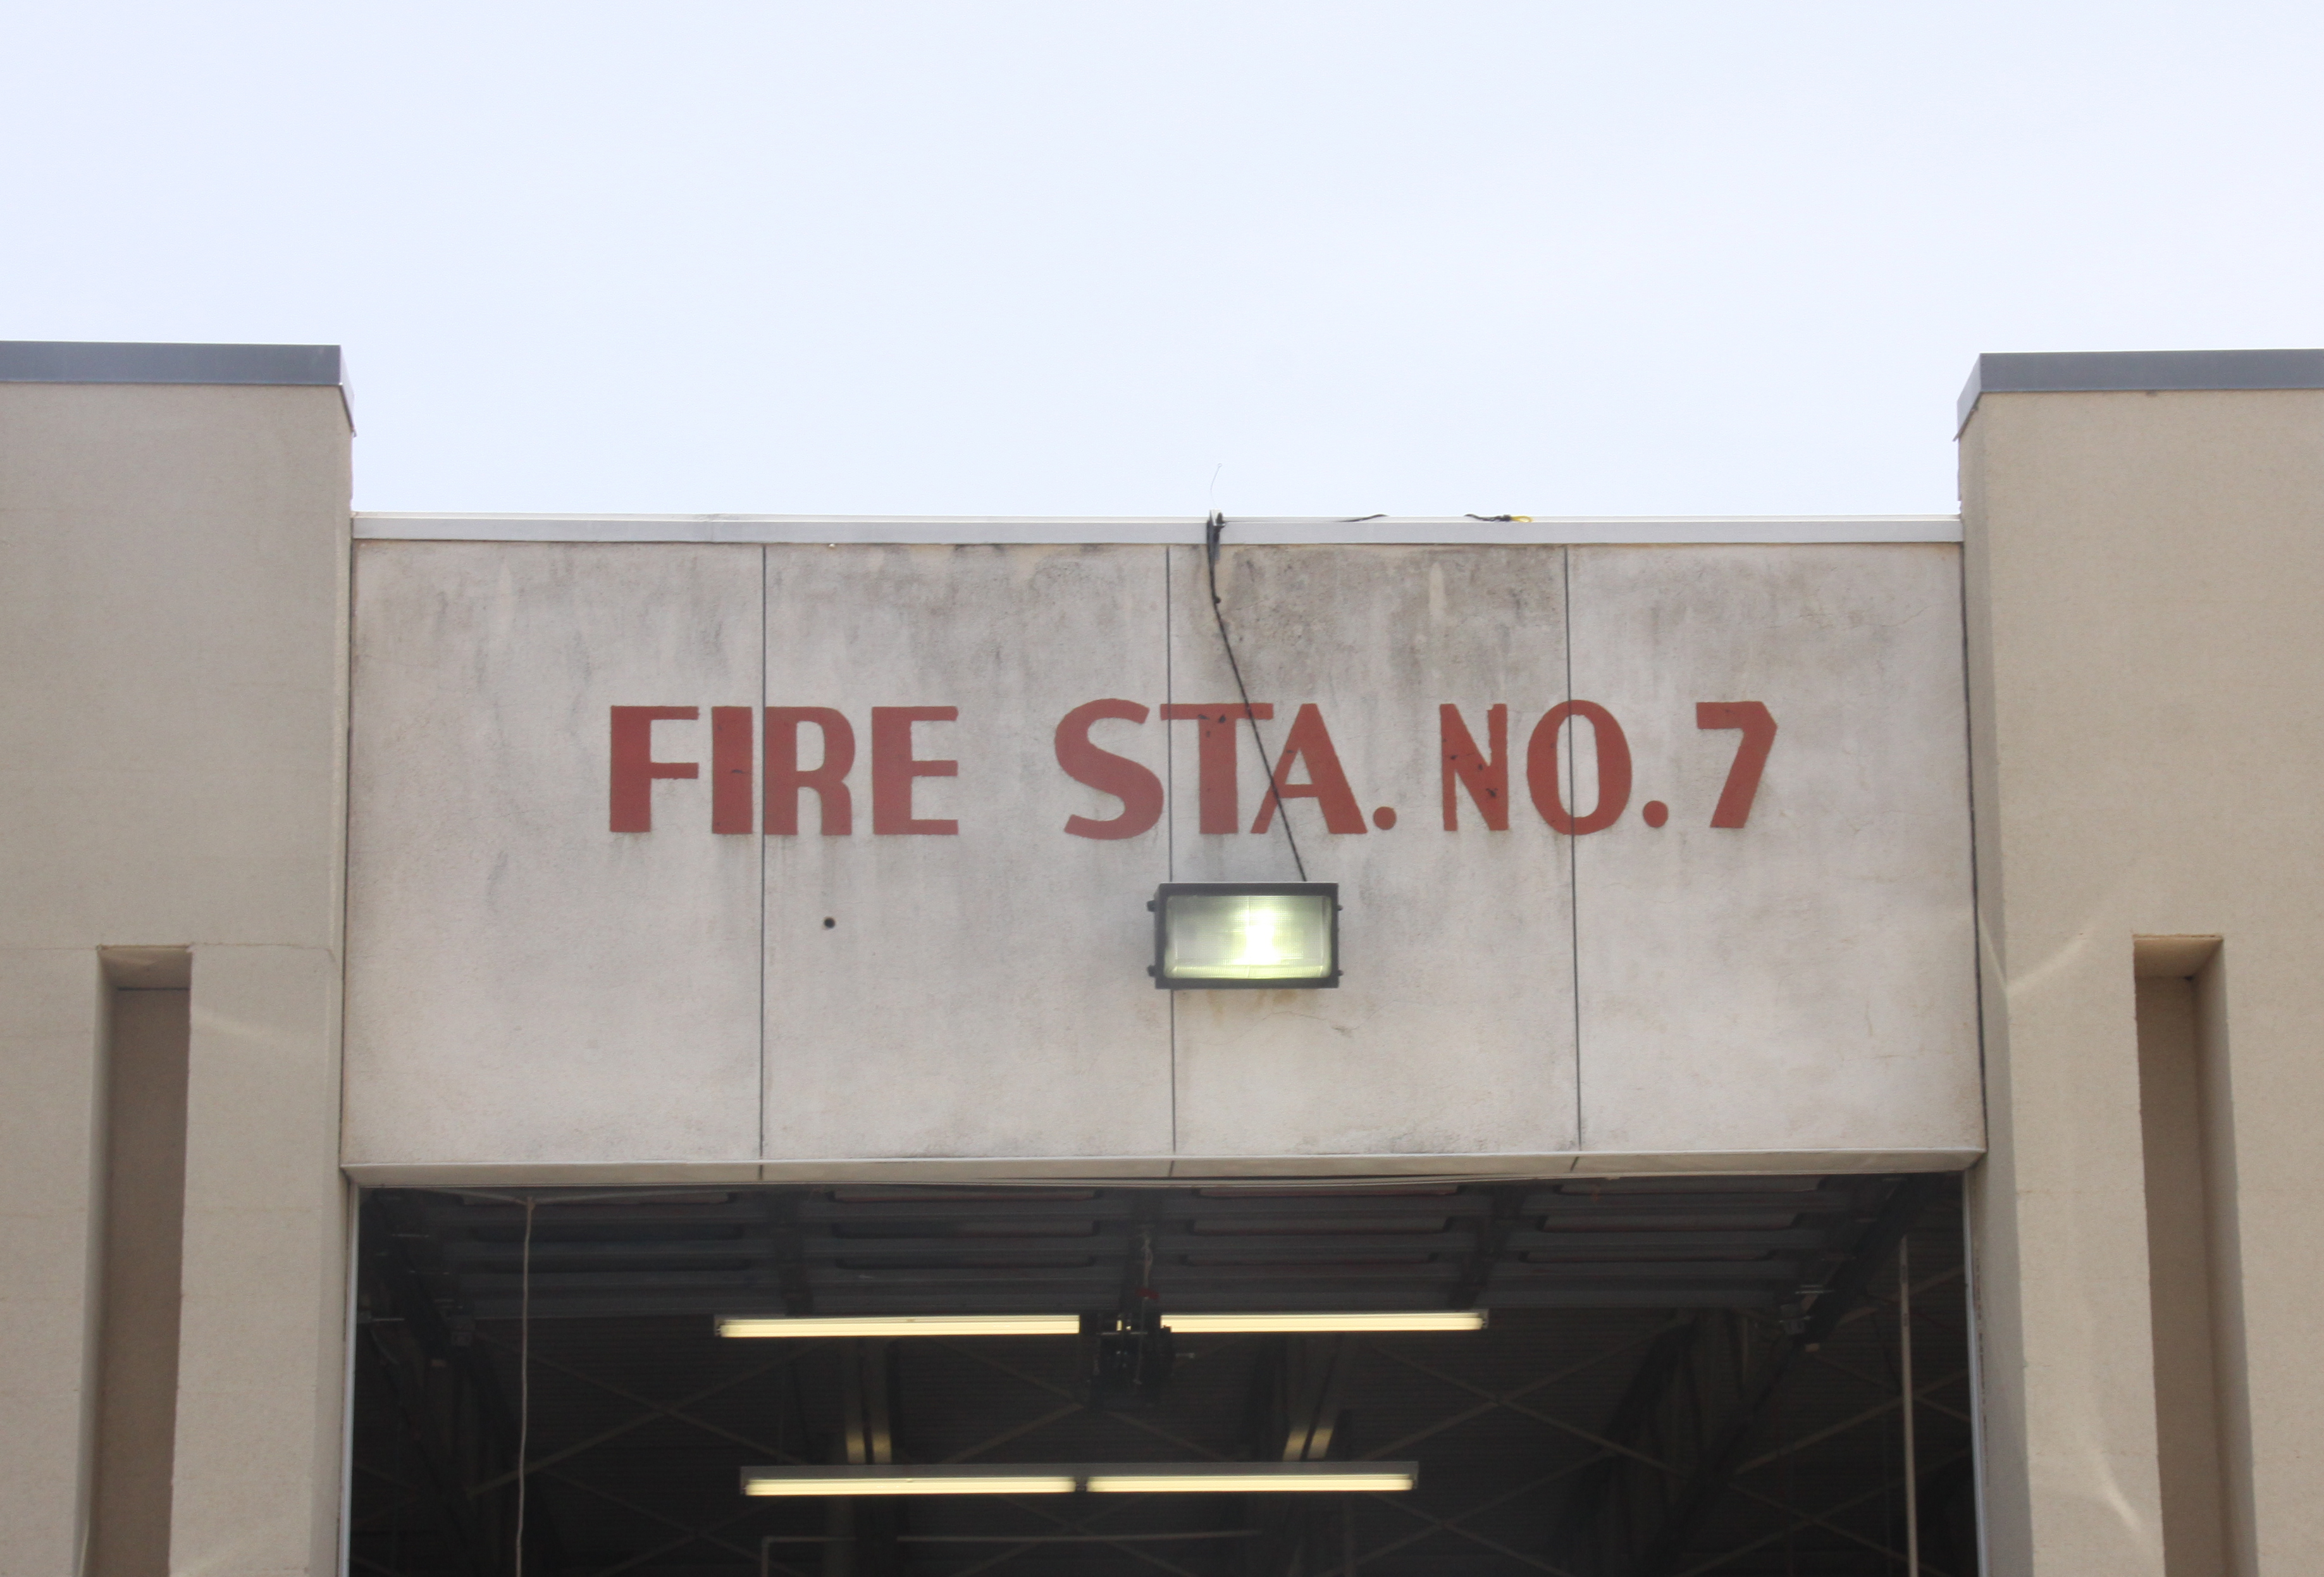 FIRE STA. NO. 7